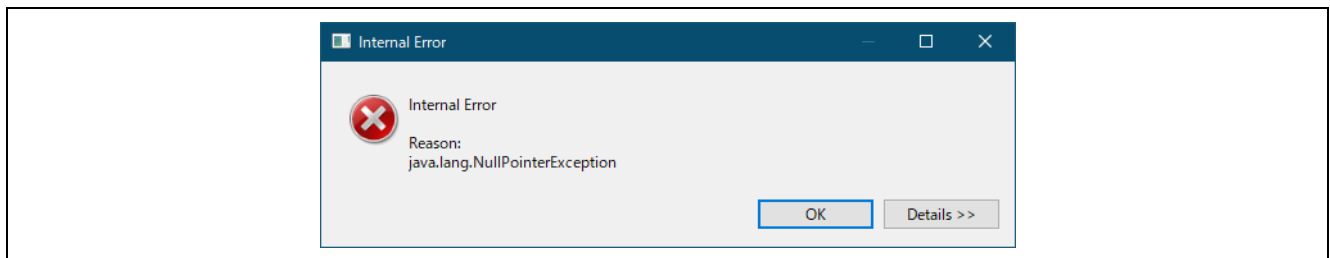 Internal Error
Internal Error
Reason:
java.lang.NullPointerException
OK
Details >>